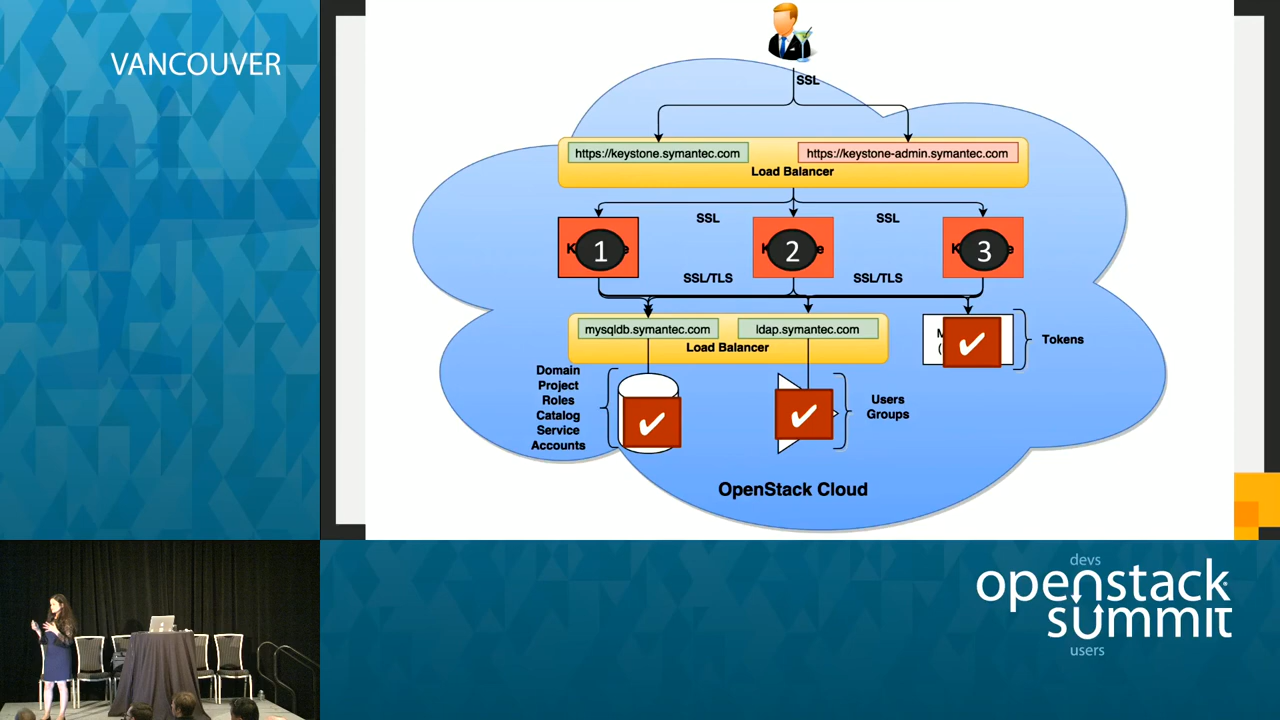 VANCOUVER
SSL
https://keystone.symantec.com
https://keystone-admin.symantec.com
Load Balancer
SSL
SSL
1
2
3
SSL/TLS
SSL/TLS
mysqldb.symantec.com
ldap.symantec.com
Load Balancer
Tokens
Domain
Project
Roles
Catalog
Service
Accounts
Users
Groups
OpenStack Cloud
devs
openstack
summit
users